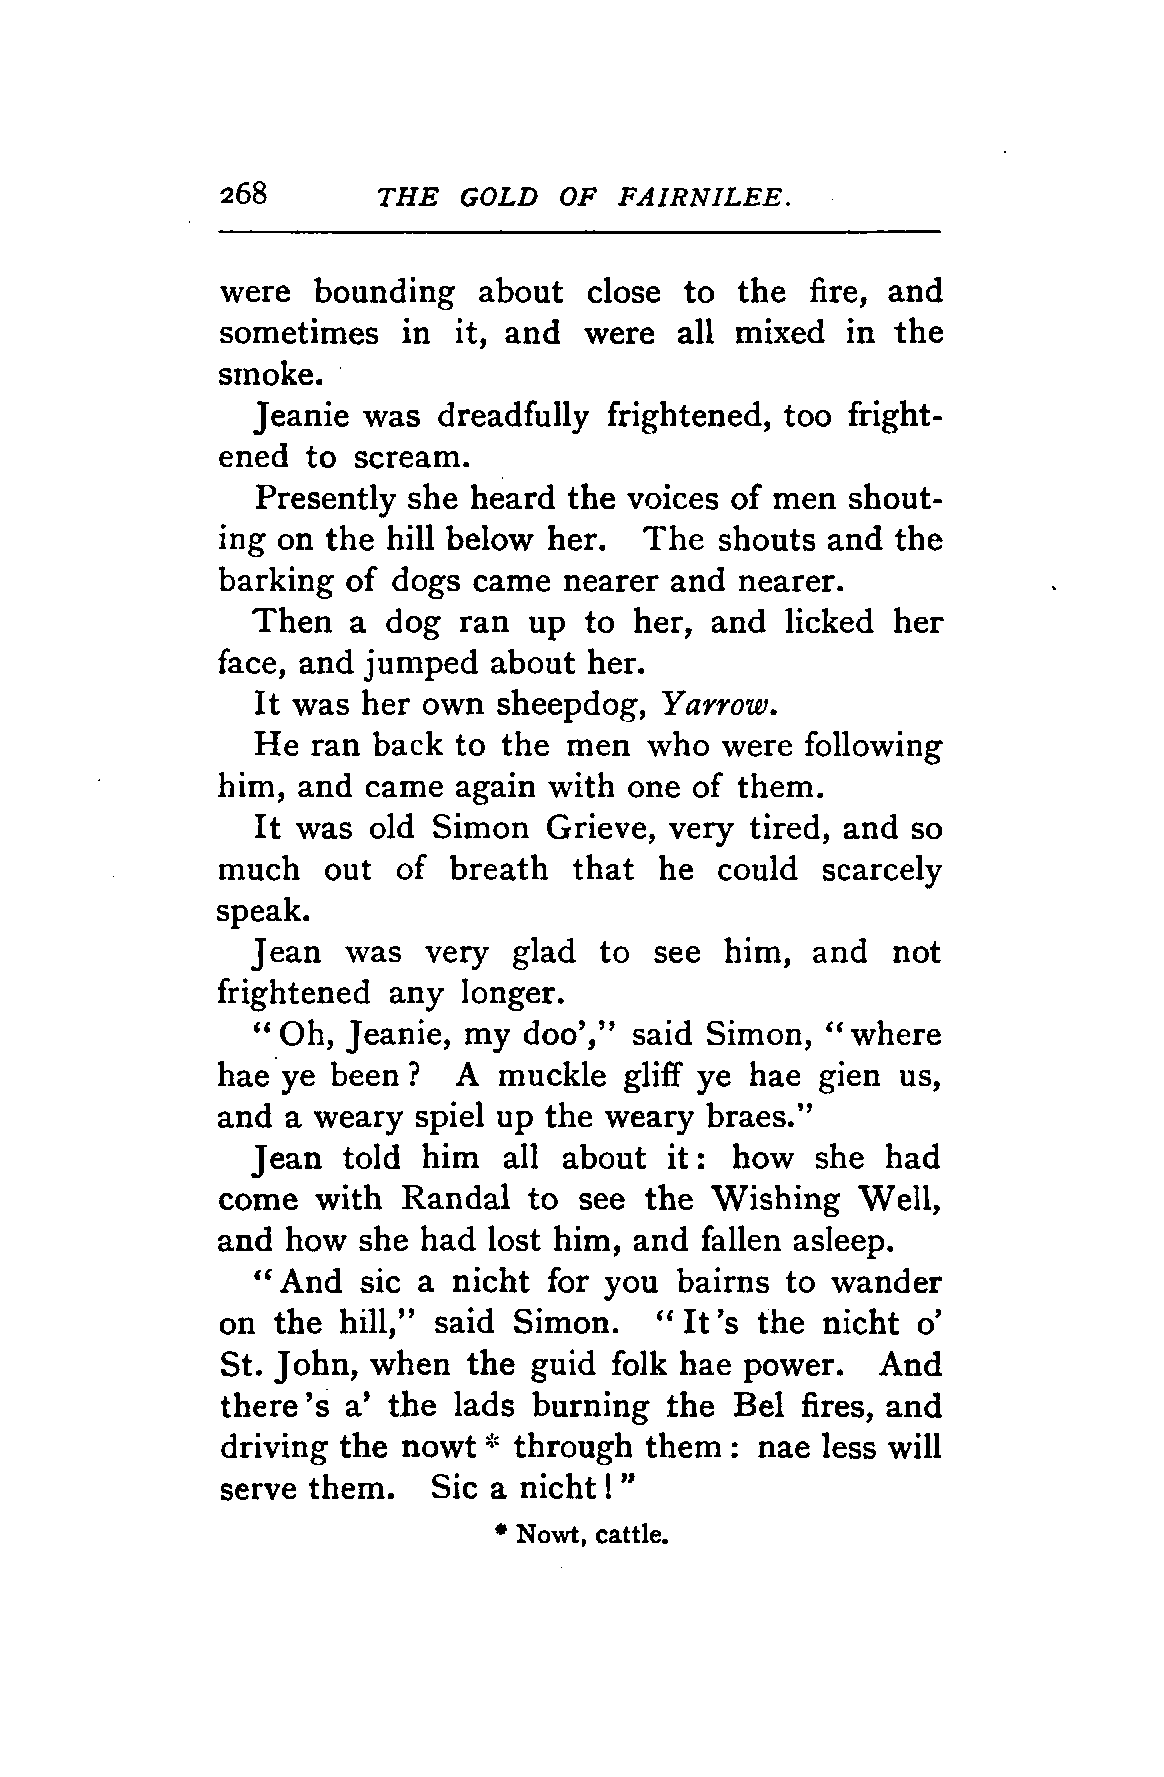 268 THE GOLD OF FAIRNILEE.
were bounding about close to the fire, and
sometimes in it, and were all mixed in the
smoke.
Jeanie was dreadfully frightened, too fright-
ened to scream.
Presently she heard the voices of men shout-
ing on the hill below her. The shouts and the
barking of dogs came nearer and nearer.
Then a dog ran up to her, and licked her
face, and jumped about her.
It was her own sheepdog, Yarrow.
He ran back to the men who were following
him, and came again with one of them.
It was old Simon Grieve, very tired, and so
much out of breath that he could scarcely
speak.
Jean was very glad to see him, and not
frightened any longer.
"Oh, Jeanie, my doo'," said Simon, "where
hae ye been? A muckle gliff ye hae gien us,
and a weary spiel up the weary braes."
Jean told him all about it: how she had
come with Randal to see the Wishing Well,
and how she had lost him, and fallen asleep.
"And sic a nicht for you bairns to wander
on the hill," said Simon. "It's the nicht o'
St. John, when the guid folk hae power. And
there's a' the lads burning the Bel fires, and
driving the nowt * through them: nae less will
serve them. Sic a nicht!"
* Nowt, cattle.